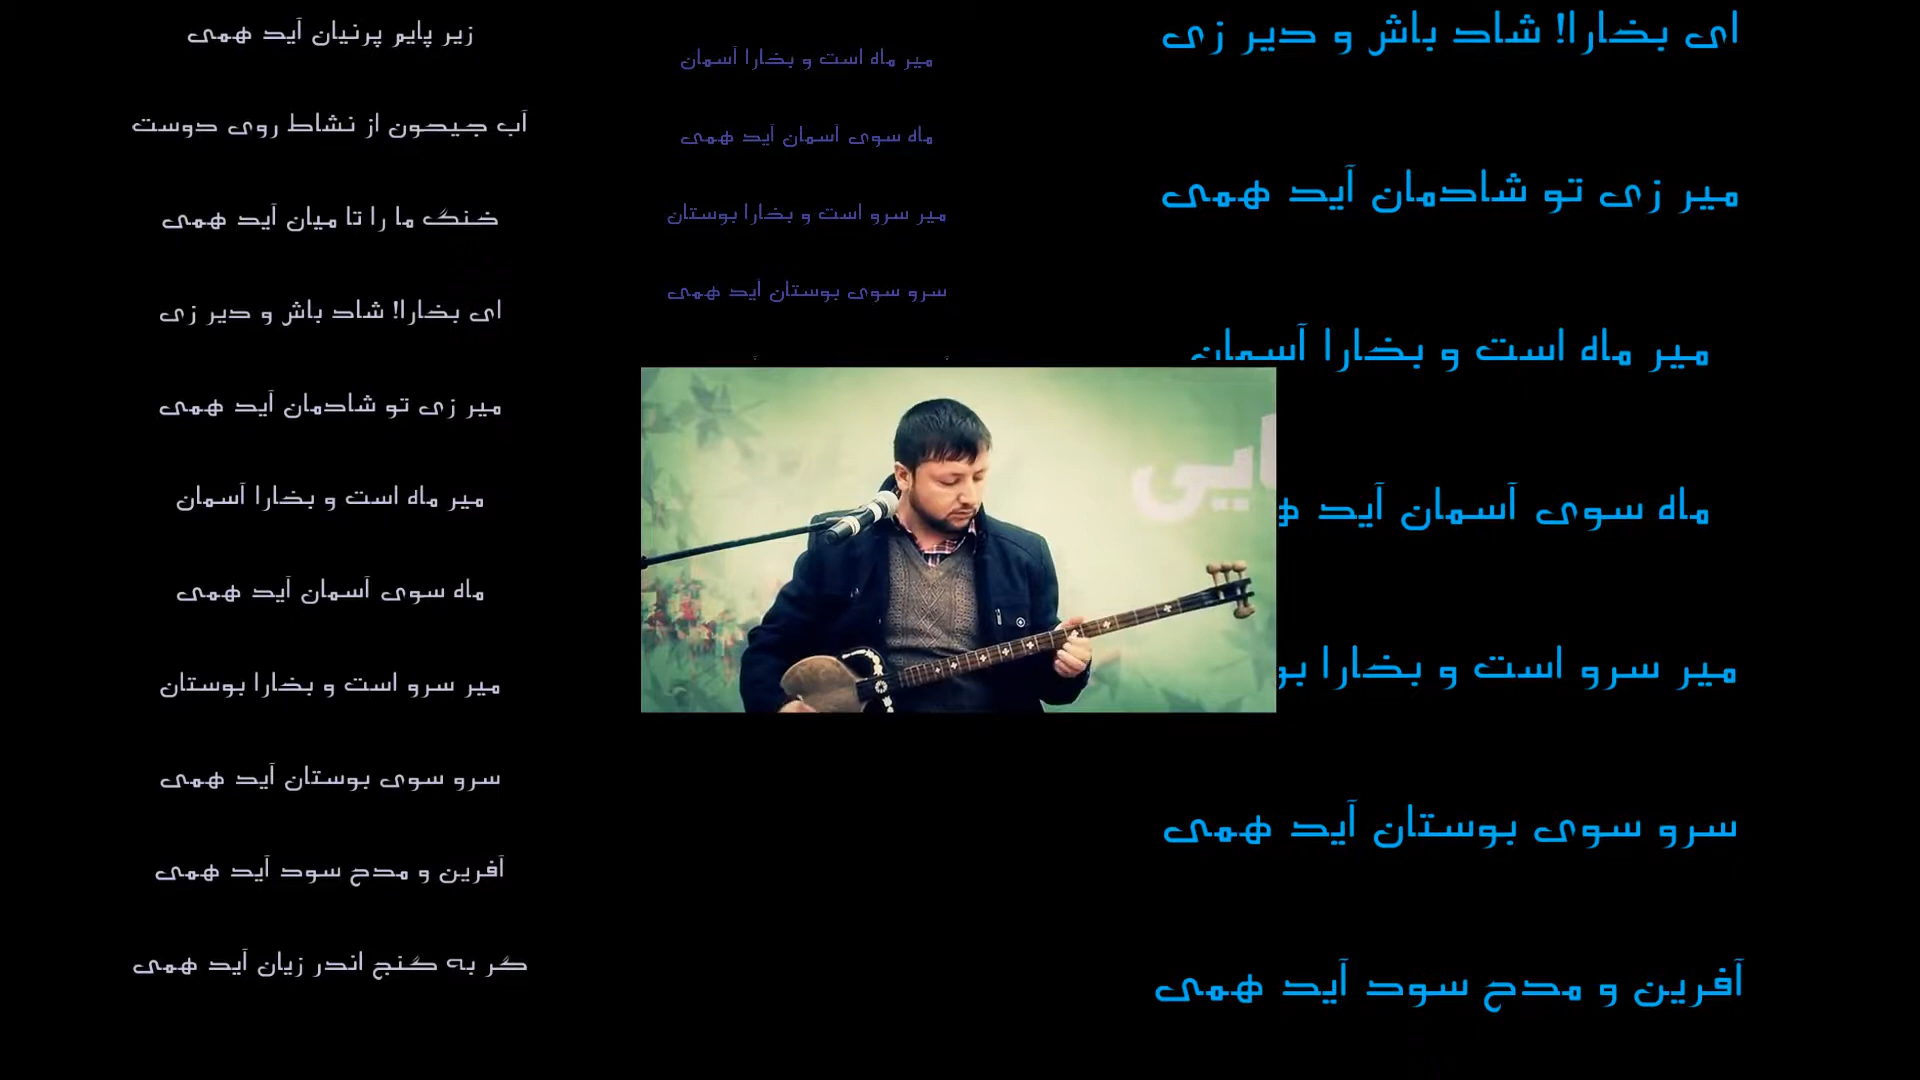 زیر پایم پرنیان آید همی
آب جیحون از نشاط روی دوست
خنگ ما را تا میان آید همی
ای بخارا! شاد باش و دیر زی
میر زی تو شادمان آید همی
میر ماه است و بخارا آسمان
ماه سوی آسمان آید همی
میر سرو است و بخارا بوستان
سرو سوی بوستان آید همی
آفرین و مدح سود آید همی
گر به گنج اندر زیان آید همی
میر ماه است و بخارا آسمان
ماه سوی آسمان آید همی
میر سرو است و بخارا بوستان
سرو سوی بوستان آید همی
ای بخارا! شاد باش و دیر زی
میر زی تو شادمان آید همی
میر ماه است و بخارا آسمان
ماه سوی آسمان آید
میر سرو است و بخارا
سرو سوی بوستان آید همی
آفرین و مدح سود آید همی